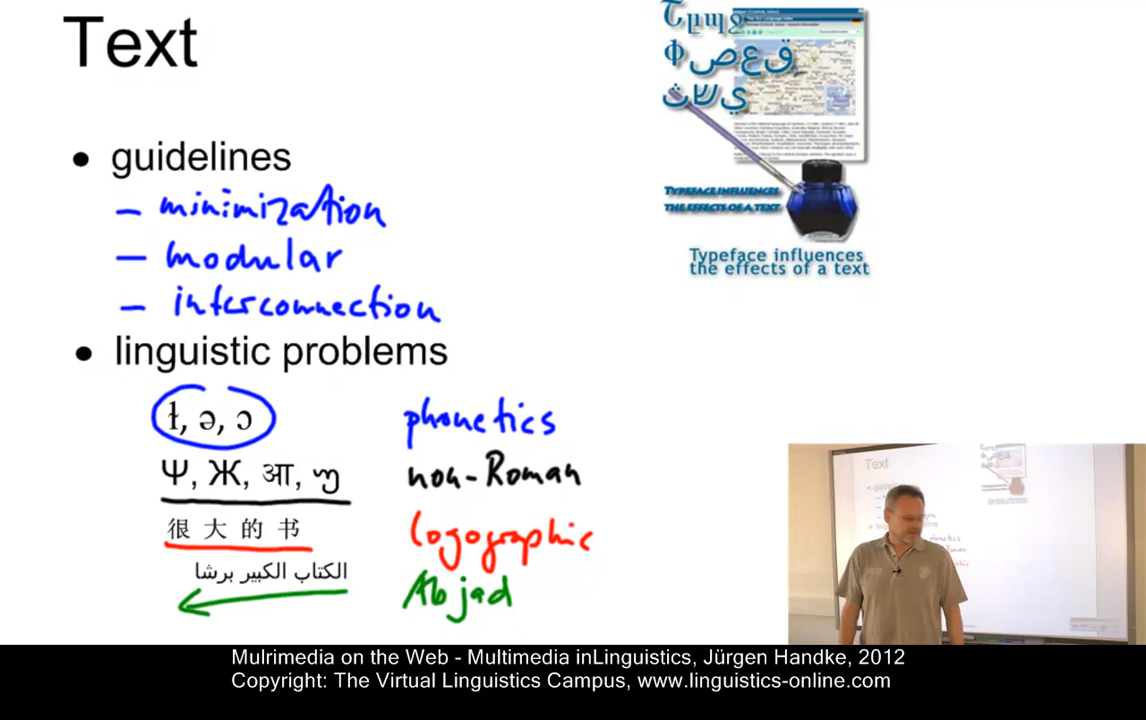 Text
guidelines
– minimization
– modular
– interconnection
linguistic problems
ɫ, ə, ɔ phonetics
Ψ, Ж, आ, ઋ non-Roman
很 大 的 书 logographic
الكتاب الكبير برشا Abjad
ق ع ص Φ
ي ש ث
TYPEFACE INFLUENCES
THE EFFECTS OF A TEXT
Typeface influences
the effects of a text
Text
Mulrimedia on the Web - Multimedia inLinguistics, Jürgen Handke, 2012
Copyright: The Virtual Linguistics Campus, www.linguistics-online.com